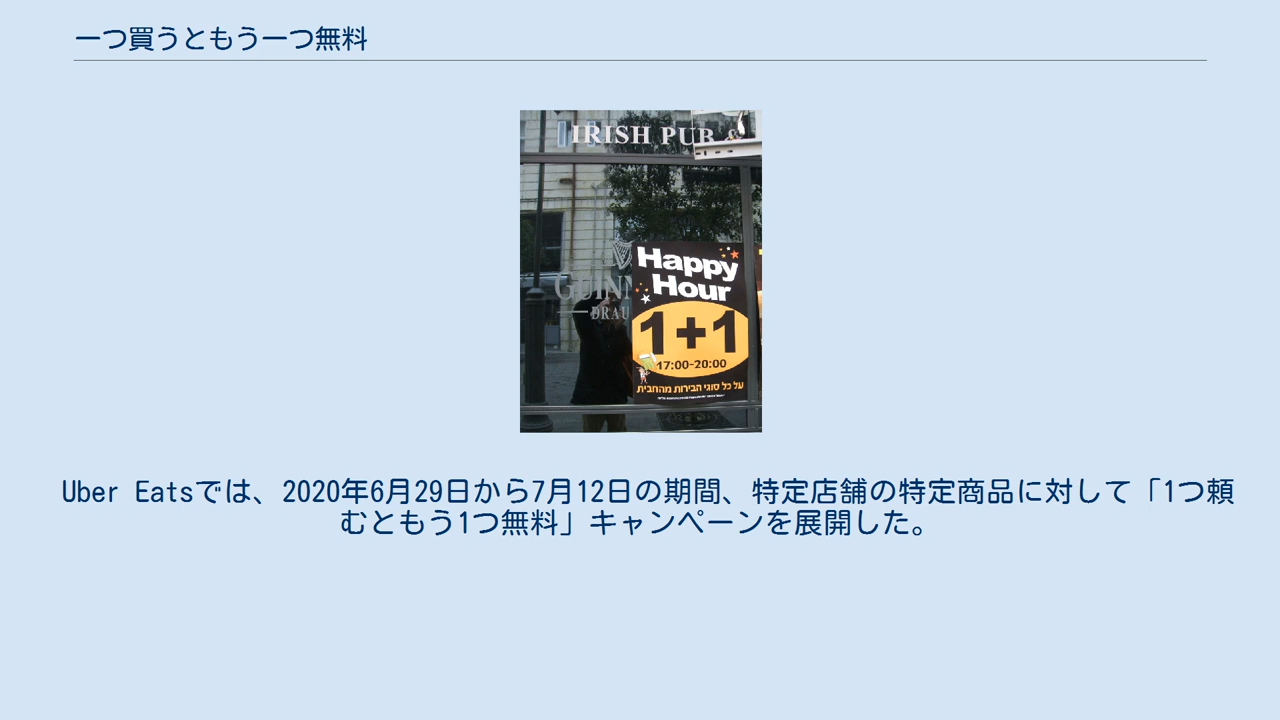 一つ買うともう一つ無料
IRISH PUB &
Happy
Hour
GUINN
DRAU
1+1
17:00-20:00
על כל סוגי הבירות מהחבית
Uber Eatsでは、2020年6月29日から7月12日の期間、特定店舗の特定商品に対して「1つ頼
むともう1つ無料」キャンペーンを展開した。